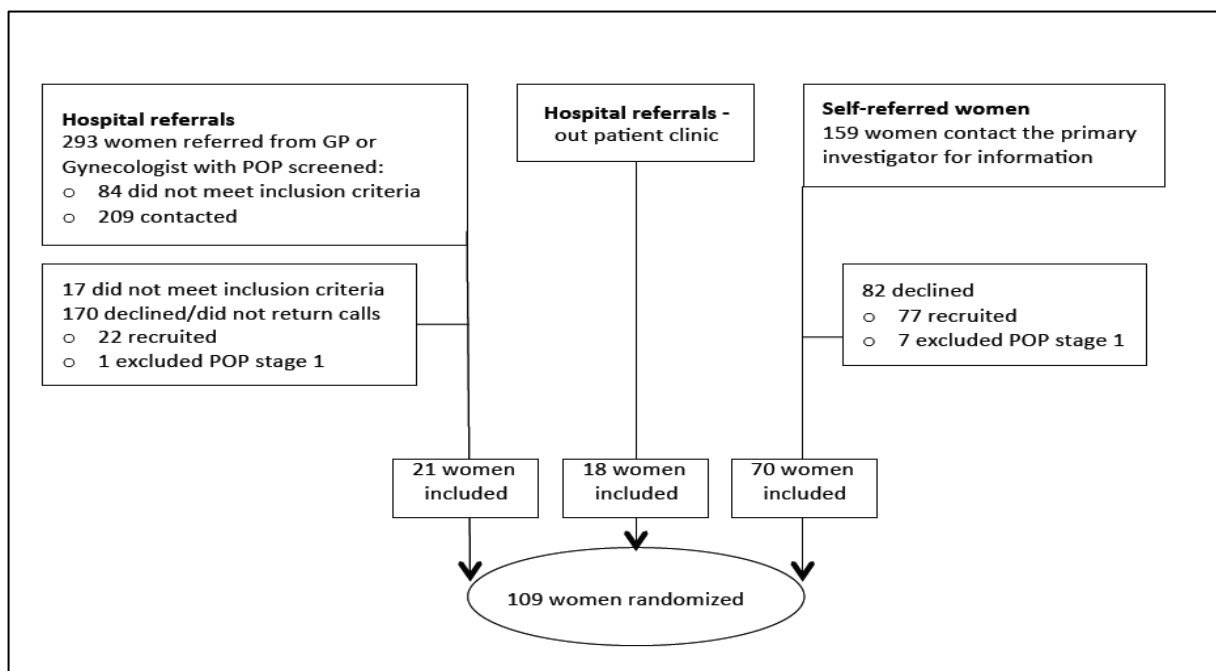 Hospital referrals
293 women referred from GP or
Gynecologist with POP screened:
o 84 did not meet inclusion criteria
o 209 contacted
Hospital referrals -
out patient clinic
Self-referred women
159 women contact the primary
investigator for information
17 did not meet inclusion criteria
170 declined/did not return calls
o 22 recruited
o 1 excluded POP stage 1
82 declined
o 77 recruited
o 7 excluded POP stage 1
21 women
included
18 women
included
70 women
included
109 women randomized